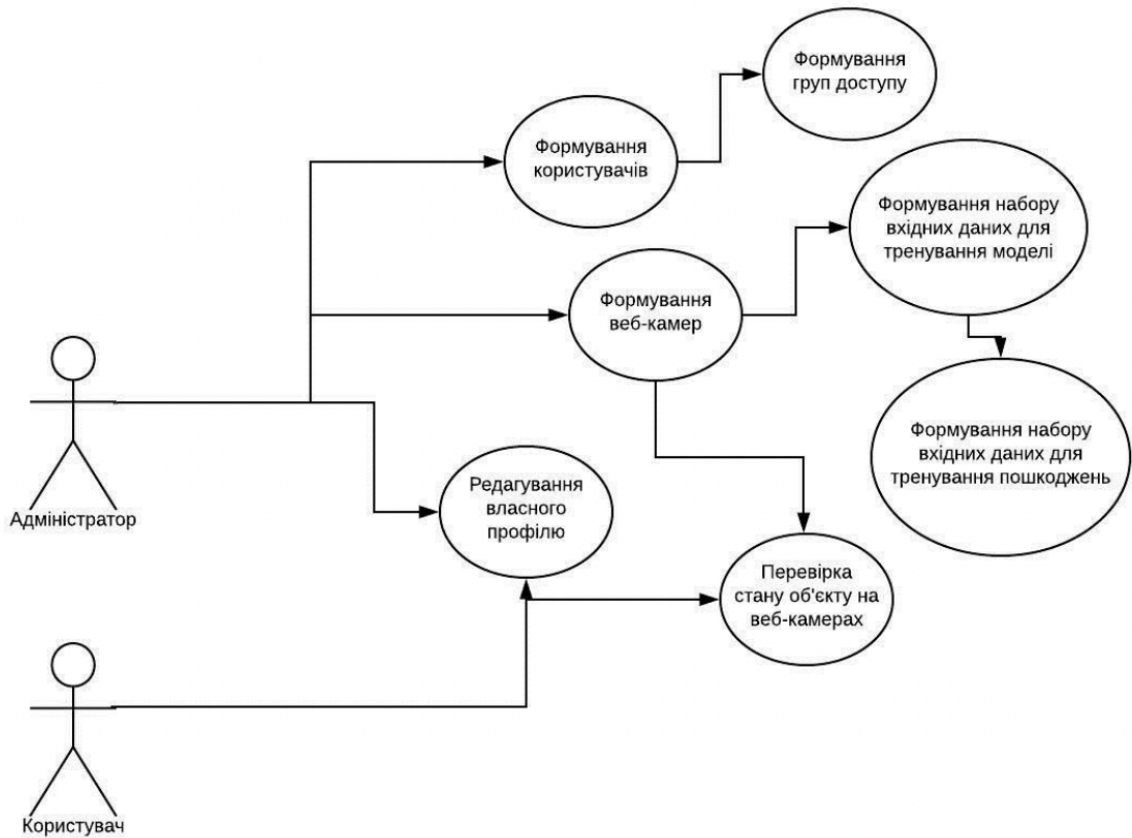 Формування
груп доступу
Формування
користувачів
Формування набору
вхідних даних для
тренування моделі
Формування
веб-камер
Формування набору
вхідних даних для
тренування пошкоджень
Редагування
власного
профілю
Адміністратор
Перевірка
стану об'єкту на
веб-камерах
Користувач